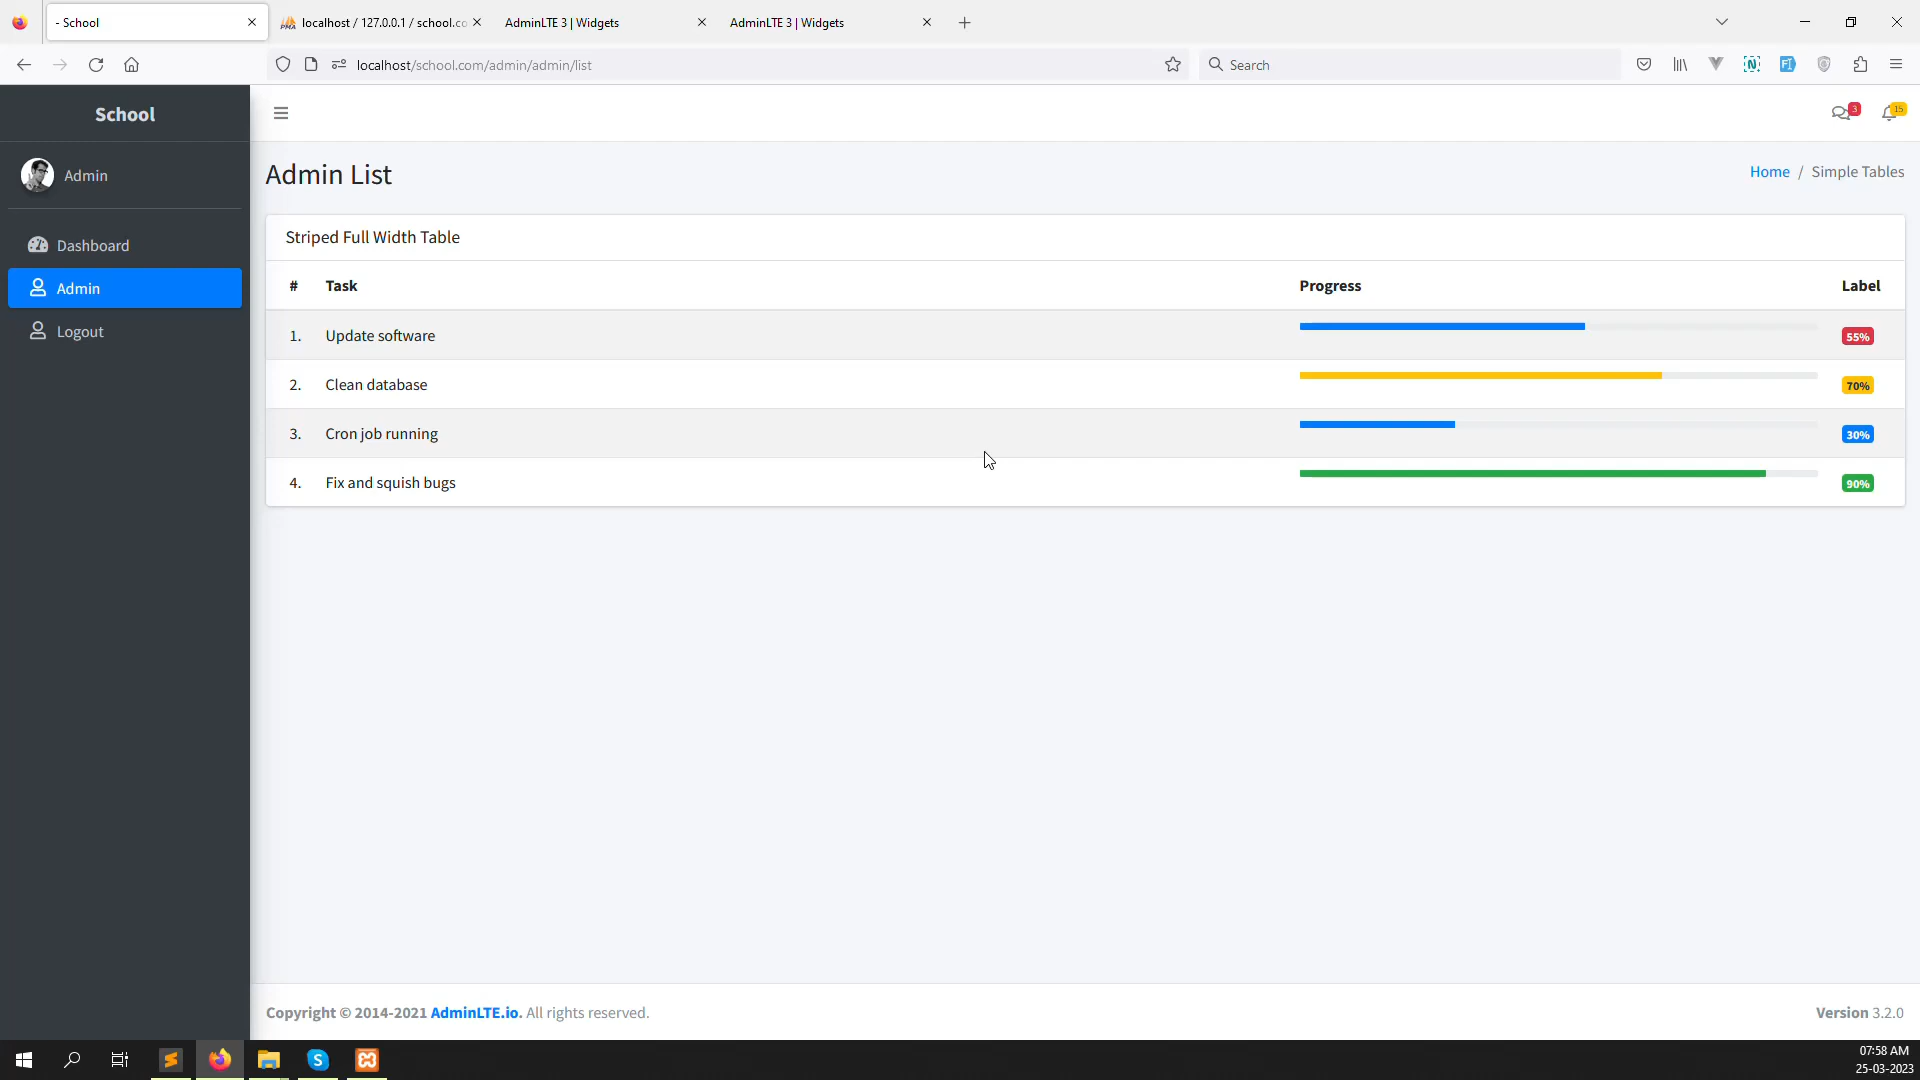 - School
localhost / 127.0.0.1 / school.co
AdminLTE 3 | Widgets
AdminLTE 3 | Widgets
localhost/school.com/admin/admin/list
Search
School
3
15
Admin
Admin List
Home / Simple Tables
Dashboard
Admin
Logout
Striped Full Width Table
# Task Progress Label
1. Update software 55%
2. Clean database 70%
3. Cron job running 30%
4. Fix and squish bugs 90%
Copyright © 2014-2021 AdminLTE.io. All rights reserved.
Version 3.2.0
07:58 AM
25-03-2023